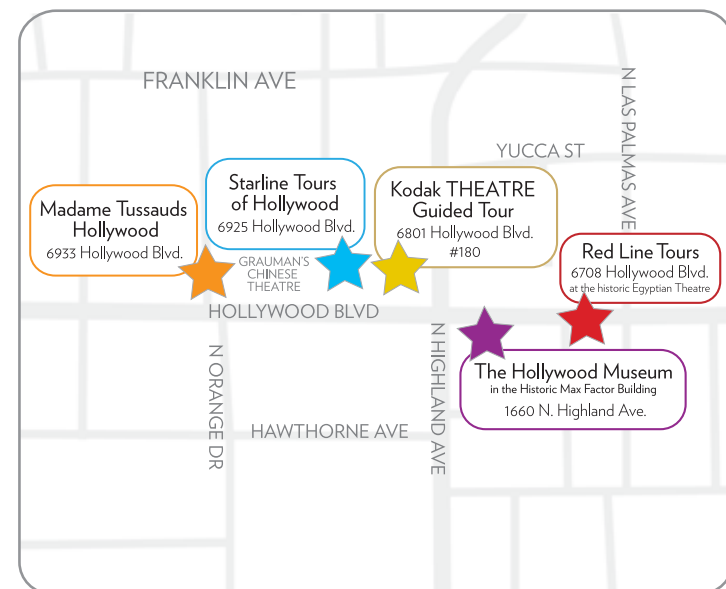 FRANKLIN AVE
N LAS PALMAS AVE
YUCCA ST
Madame Tussauds
Hollywood
6933 Hollywood Blvd.
Starline Tours
of Hollywood
6925 Hollywood Blvd.
Kodak THEATRE
Guided Tour
6801 Hollywood Blvd.
#180
Red Line Tours
6708 Hollywood Blvd.
at the historic Egyptian Theatre
GRAUMAN'S
CHINESE
THEATRE
HOLLYWOOD BLVD
N ORANGE DR
N HIGHLAND AVE
The Hollywood Museum
in the Historic Max Factor Building
1660 N. Highland Ave.
HAWTHORNE AVE